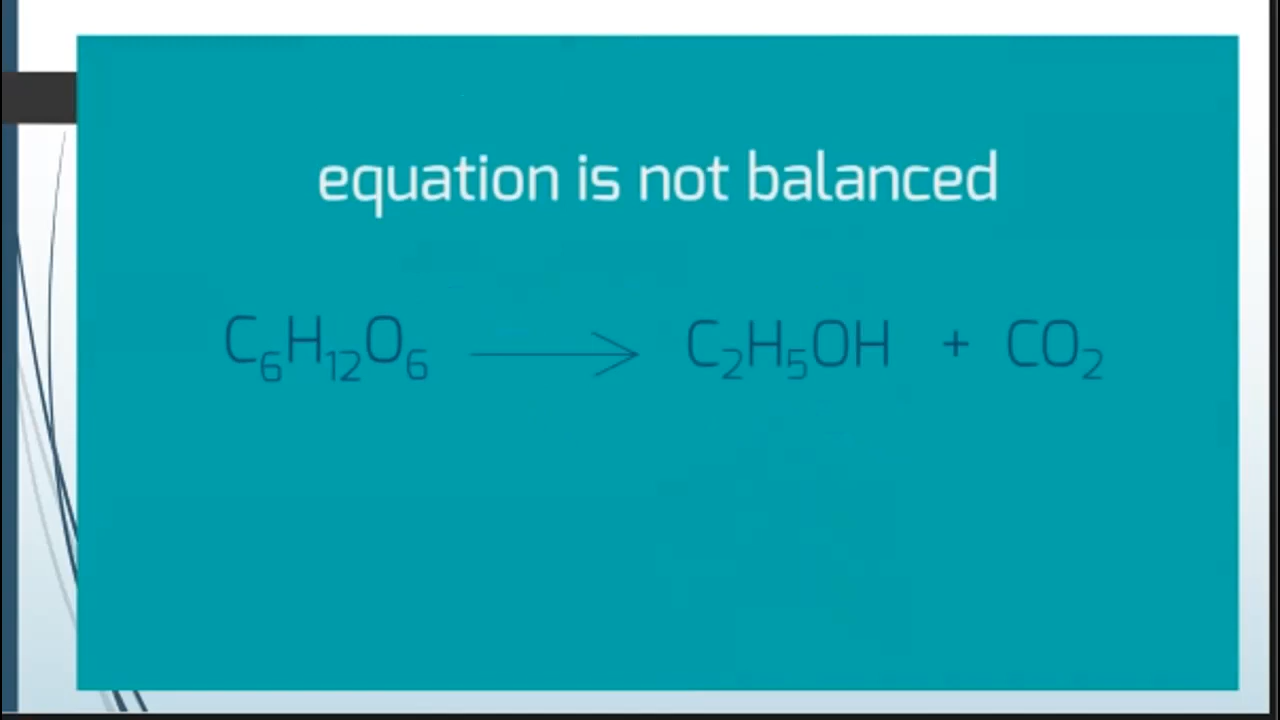 equation is not balanced
C₆H₁₂O₆ → C₂H₅OH + CO₂